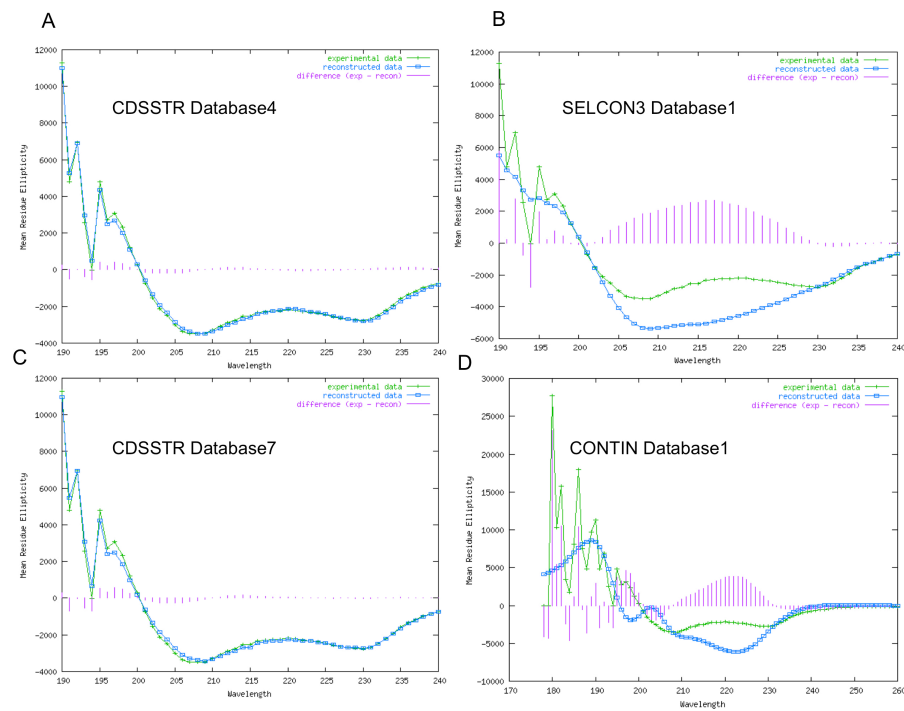 A
12000
10000
8000
6000
4000
2000
0
-2000
-4000
190
195
200
205
210
215
220
225
230
235
240
Mean Residue Ellipticity
Wavelength
experimental data
reconstructed data
difference (exp - recon)
CDSSTR Database4
B
12000
10000
8000
6000
4000
2000
0
-2000
-4000
-6000
190
195
200
205
210
215
220
225
230
235
240
Mean Residue Ellipticity
Wavelength
experimental data
reconstructed data
difference (exp - recon)
SELCON3 Database1
C
12000
10000
8000
6000
4000
2000
0
-2000
-4000
190
195
200
205
210
215
220
225
230
235
240
Mean Residue Ellipticity
Wavelength
experimental data
reconstructed data
difference (exp - recon)
CDSSTR Database7
D
30000
25000
20000
15000
10000
5000
0
-5000
-10000
170
180
190
200
210
220
230
240
250
260
Mean Residue Ellipticity
Wavelength
experimental data
reconstructed data
difference (exp - recon)
CONTIN Database1